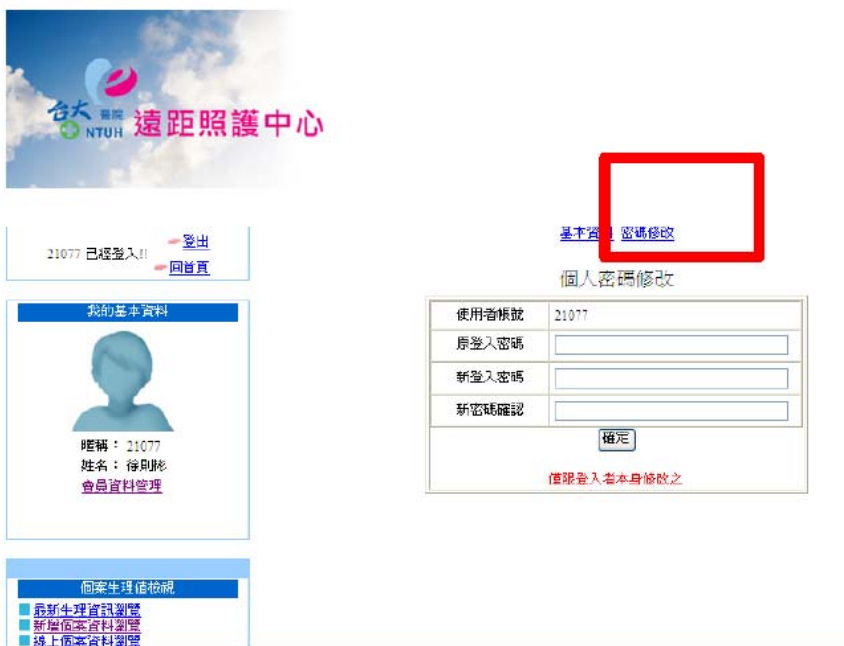 台大 醫院
NTUH 遠距照護中心
21077 已經登入!!
登出
回首頁
基本資料 密碼修改
個人密碼修改
我的基本資料
使用者帳號 21077
原登入密碼
新登入密碼
新密碼確認
確定
僅限登入者本身修改之
暱稱： 21077
姓名： 徐則彬
會員資料管理
個案生理值檢視
最新生理資訊瀏覽
新增個案資料瀏覽
線上個案資料瀏覽